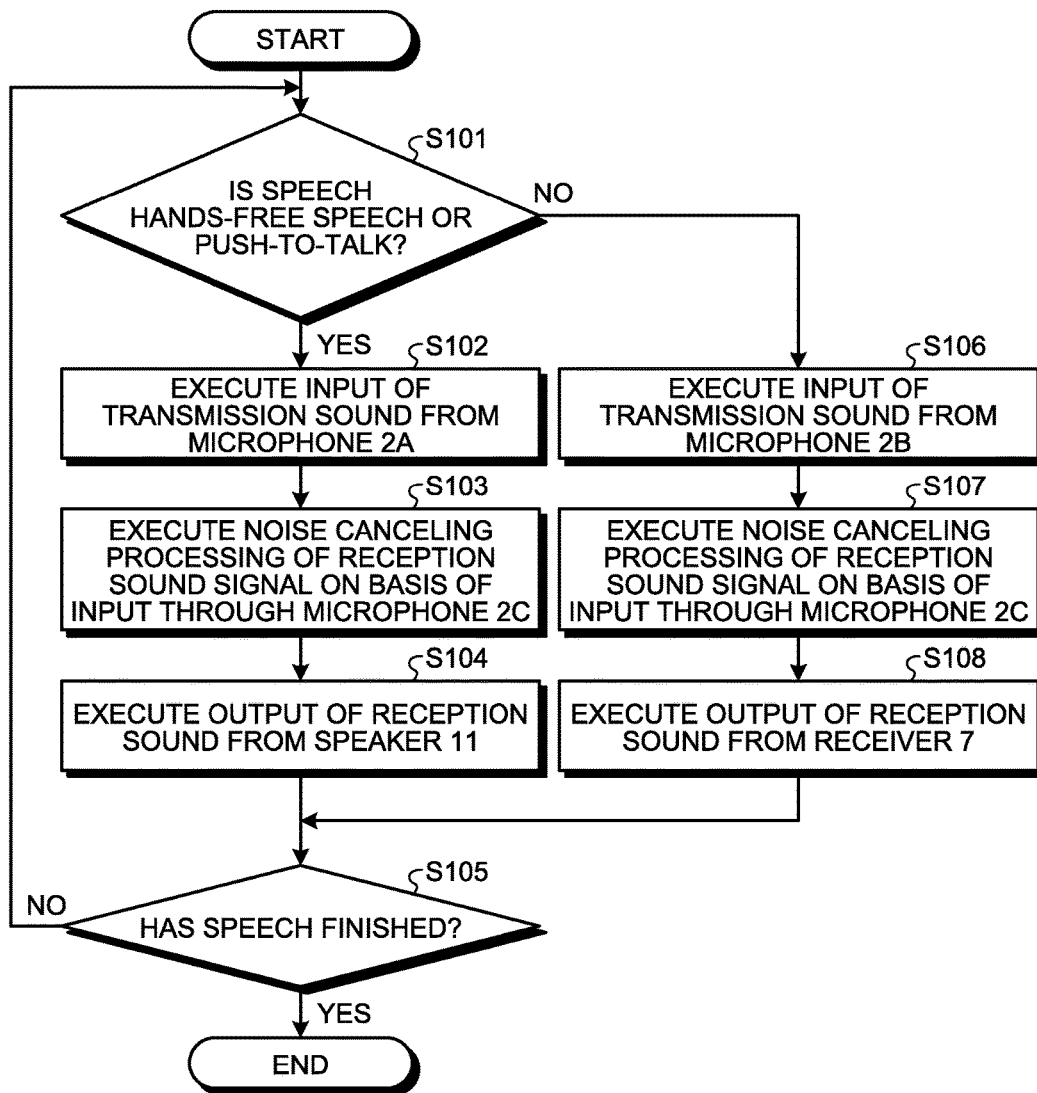 START
S101
IS SPEECH
HANDS-FREE SPEECH OR
PUSH-TO-TALK?
NO
YES
S102
EXECUTE INPUT OF
TRANSMISSION SOUND FROM
MICROPHONE 2A
S106
EXECUTE INPUT OF
TRANSMISSION SOUND FROM
MICROPHONE 2B
S103
EXECUTE NOISE CANCELING
PROCESSING OF RECEPTION
SOUND SIGNAL ON BASIS OF
INPUT THROUGH MICROPHONE 2C
S107
EXECUTE NOISE CANCELING
PROCESSING OF RECEPTION
SOUND SIGNAL ON BASIS OF
INPUT THROUGH MICROPHONE 2C
S104
EXECUTE OUTPUT OF RECEPTION
SOUND FROM SPEAKER 11
S108
EXECUTE OUTPUT OF RECEPTION
SOUND FROM RECEIVER 7
S105
NO
HAS SPEECH FINISHED?
YES
END